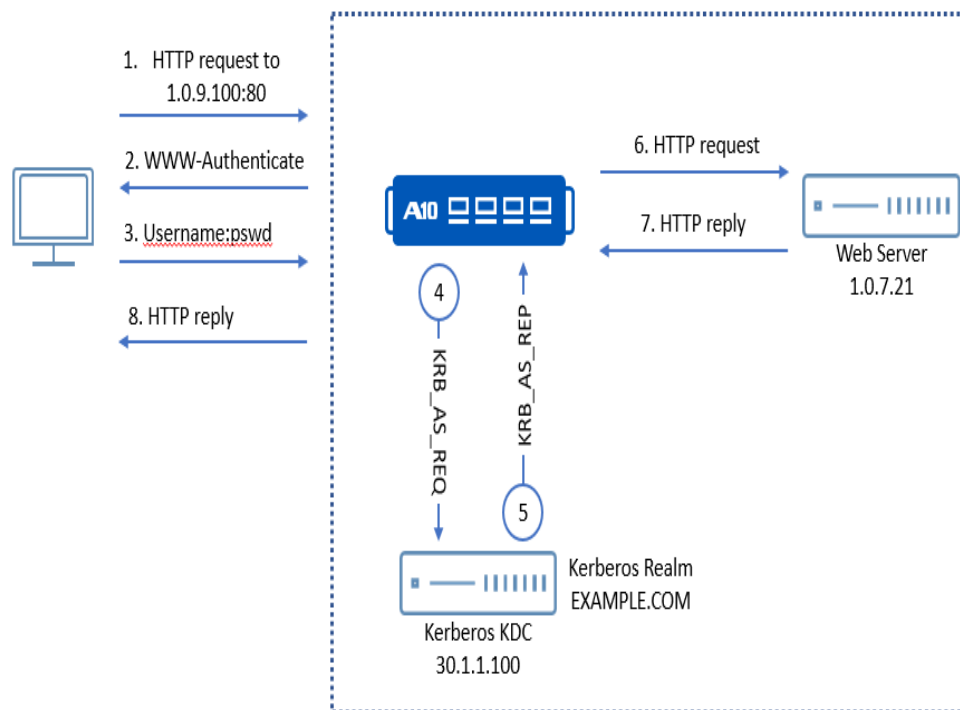 1. HTTP request to
1.0.9.100:80
2. WWW-Authenticate
3. Username:pswd
8. HTTP reply
A10
6. HTTP request
7. HTTP reply
Web Server
1.0.7.21
4
KRB_AS_REQ
KRB_AS_REP
5
Kerberos Realm
EXAMPLE.COM
Kerberos KDC
30.1.1.100